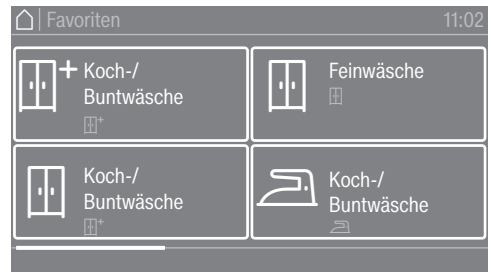 Favoriten 11:02
Koch-/
Buntwäsche
Feinwäsche
Koch-/
Buntwäsche
Koch-/
Buntwäsche